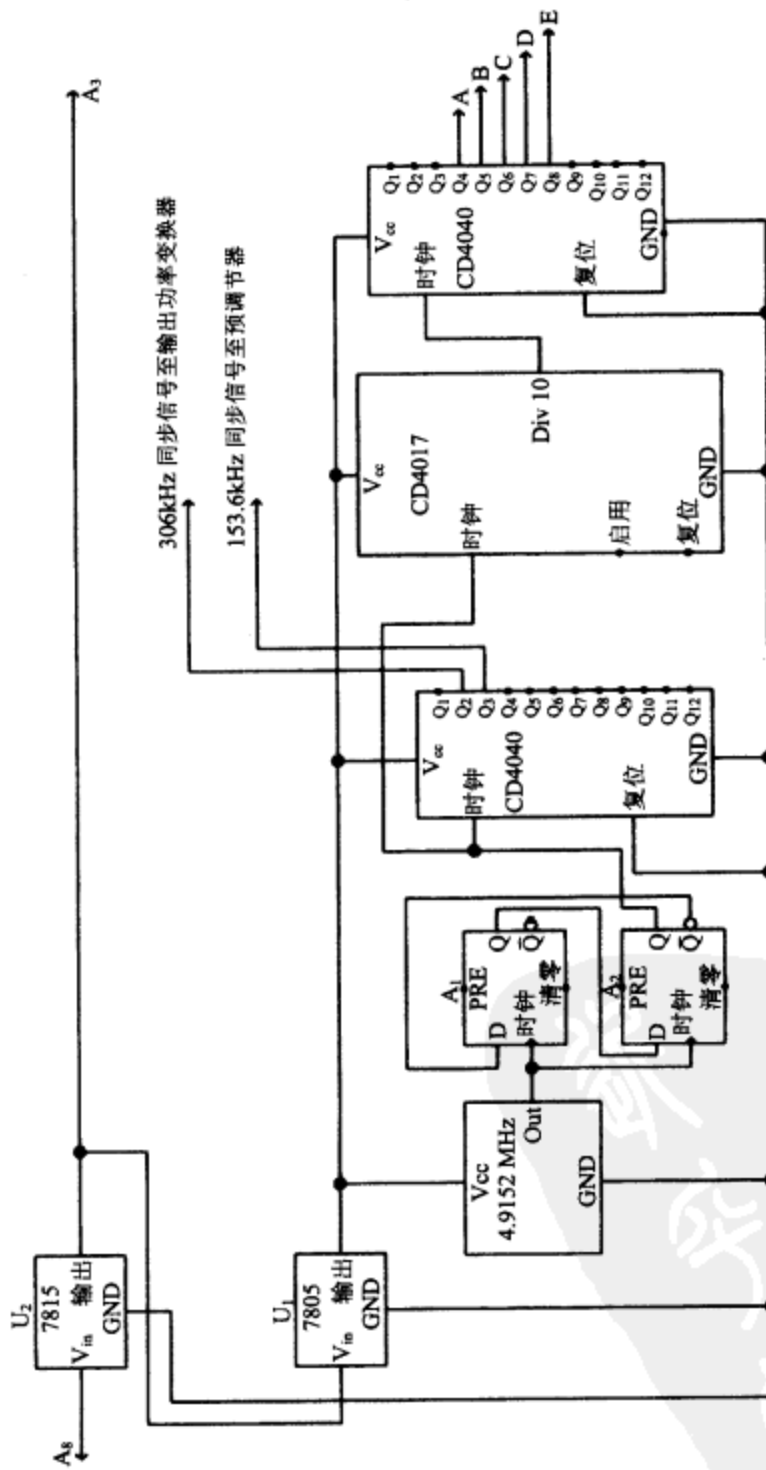 A₃
306kHz 同步信号至输出功率变换器
153.6kHz 同步信号至预调节器
U₂
7815
V_in 输出
GND
A₈
U₁
7805
V_in 输出
GND
Vcc
4.9152 MHz
Out
GND
A₁
PRE
D Q
时钟 Q̅
清零
A₂
PRE
D Q
时钟 Q̅
清零
V_cc
时钟
CD4040
复位
GND
Q₁
Q₂
Q₃
Q₄
Q₅
Q₆
Q₇
Q₈
Q₉
Q₁₀
Q₁₁
Q₁₂
V_cc
CD4017
时钟
Div 10
启用
复位
GND
V_cc
时钟
CD4040
复位
GND
Q₁
Q₂
Q₃
Q₄
Q₅
Q₆
Q₇
Q₈
Q₉
Q₁₀
Q₁₁
Q₁₂
A
B
C
D
E